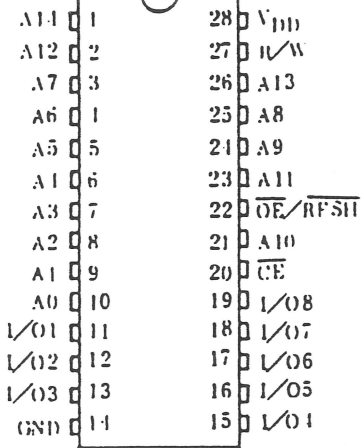 A14 1 28 VDD
A12 2 27 R/W
A7 3 26 A13
A6 4 25 A8
A5 5 24 A9
A4 6 23 A11
A3 7 22 OE/RFSH
A2 8 21 A10
A1 9 20 CE
A0 10 19 I/O8
I/O1 11 18 I/O7
I/O2 12 17 I/O6
I/O3 13 16 I/O5
GND 14 15 I/O4